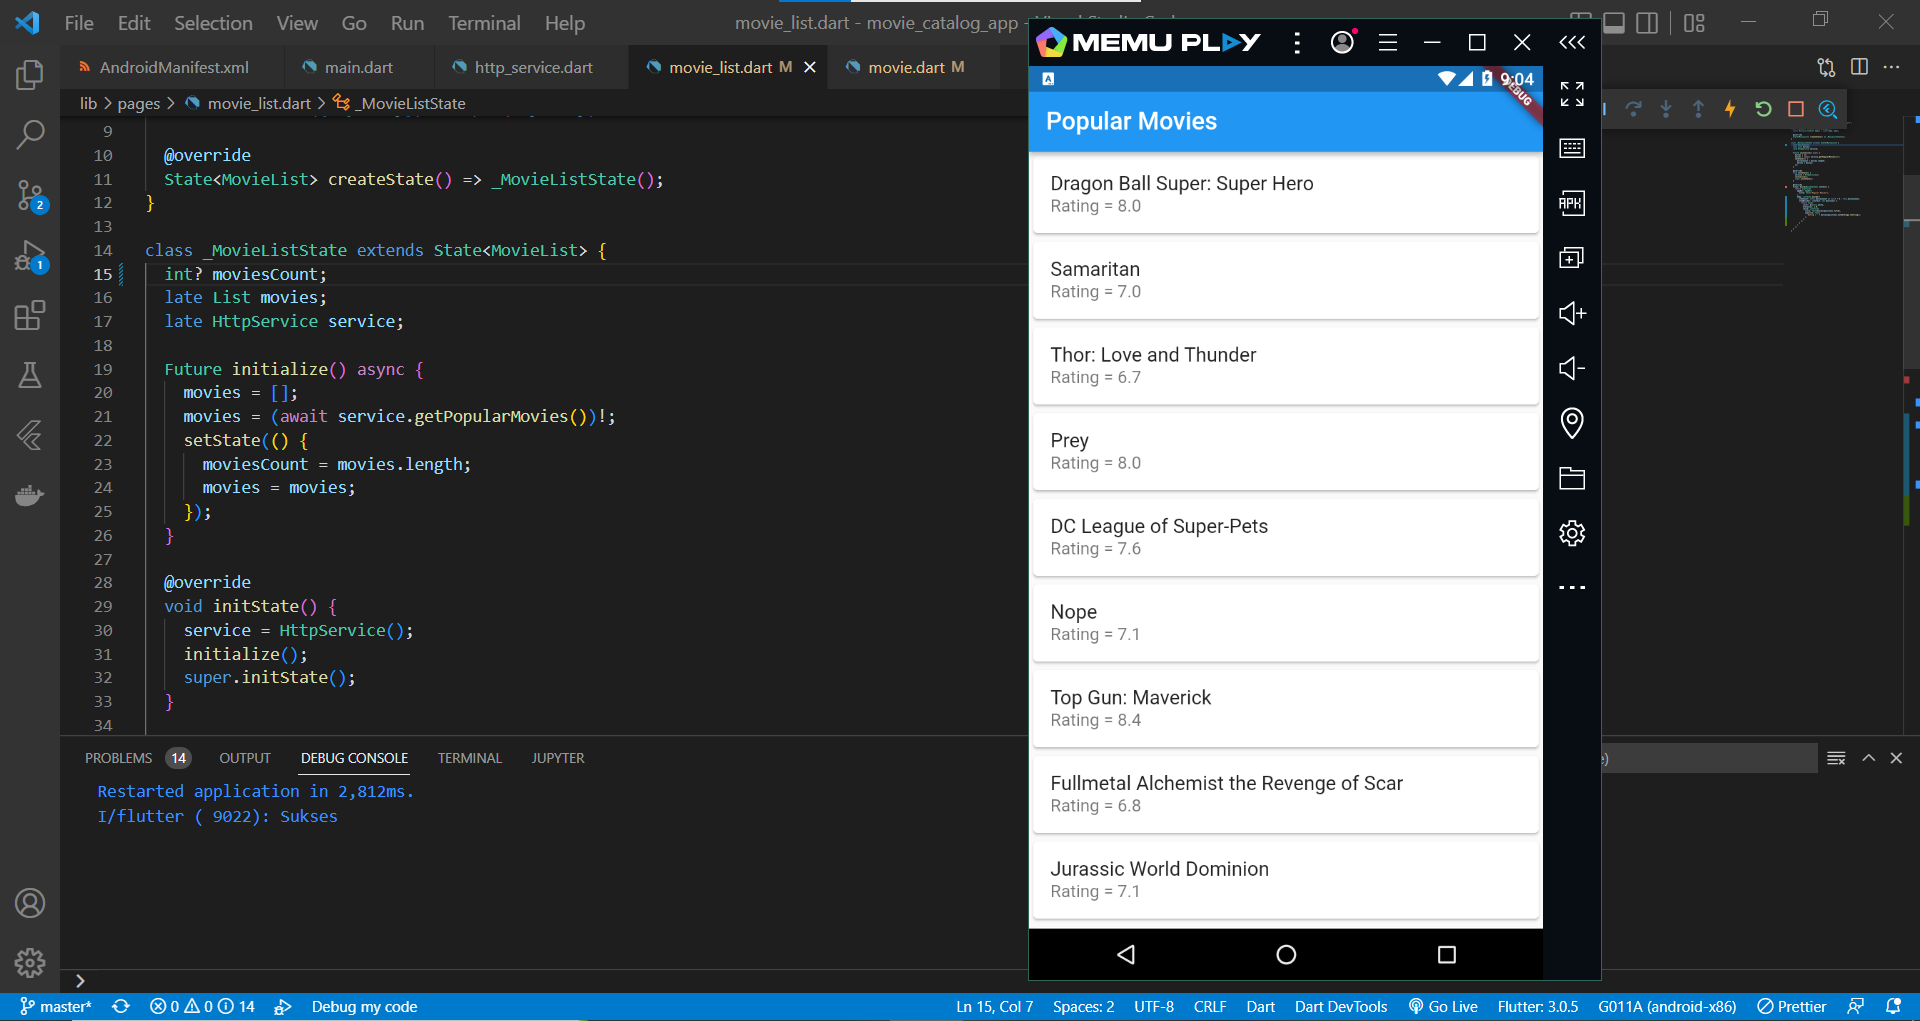 File Edit Selection View Go Run Terminal Help
movie_list.dart - movie_catalog_app -
AndroidManifest.xml main.dart http_service.dart movie_list.dart M movie.dart M
lib > pages > movie_list.dart > _MovieListState
9
10 @override
11 State<MovieList> createState() => _MovieListState();
12 }
13
14 class _MovieListState extends State<MovieList> {
15 int? moviesCount;
16 late List movies;
17 late HttpService service;
18
19 Future initialize() async {
20 movies = [];
21 movies = (await service.getPopularMovies())!;
22 setState(() {
23 moviesCount = movies.length;
24 movies = movies;
25 });
26 }
27
28 @override
29 void initState() {
30 service = HttpService();
31 initialize();
32 super.initState();
33 }
34
2
1
PROBLEMS 14 OUTPUT DEBUG CONSOLE TERMINAL JUPYTER
Restarted application in 2,812ms.
I/flutter ( 9022): Sukses
MEMU PLAY
9:04
DEBUG
Popular Movies
Dragon Ball Super: Super Hero
Rating = 8.0
Samaritan
Rating = 7.0
Thor: Love and Thunder
Rating = 6.7
Prey
Rating = 8.0
DC League of Super-Pets
Rating = 7.6
Nope
Rating = 7.1
Top Gun: Maverick
Rating = 8.4
Fullmetal Alchemist the Revenge of Scar
Rating = 6.8
Jurassic World Dominion
Rating = 7.1
APK
master* 0 0 14 Debug my code Ln 15, Col 7 Spaces: 2 UTF-8 CRLF Dart Dart DevTools Go Live Flutter: 3.0.5 G011A (android-x86) Prettier